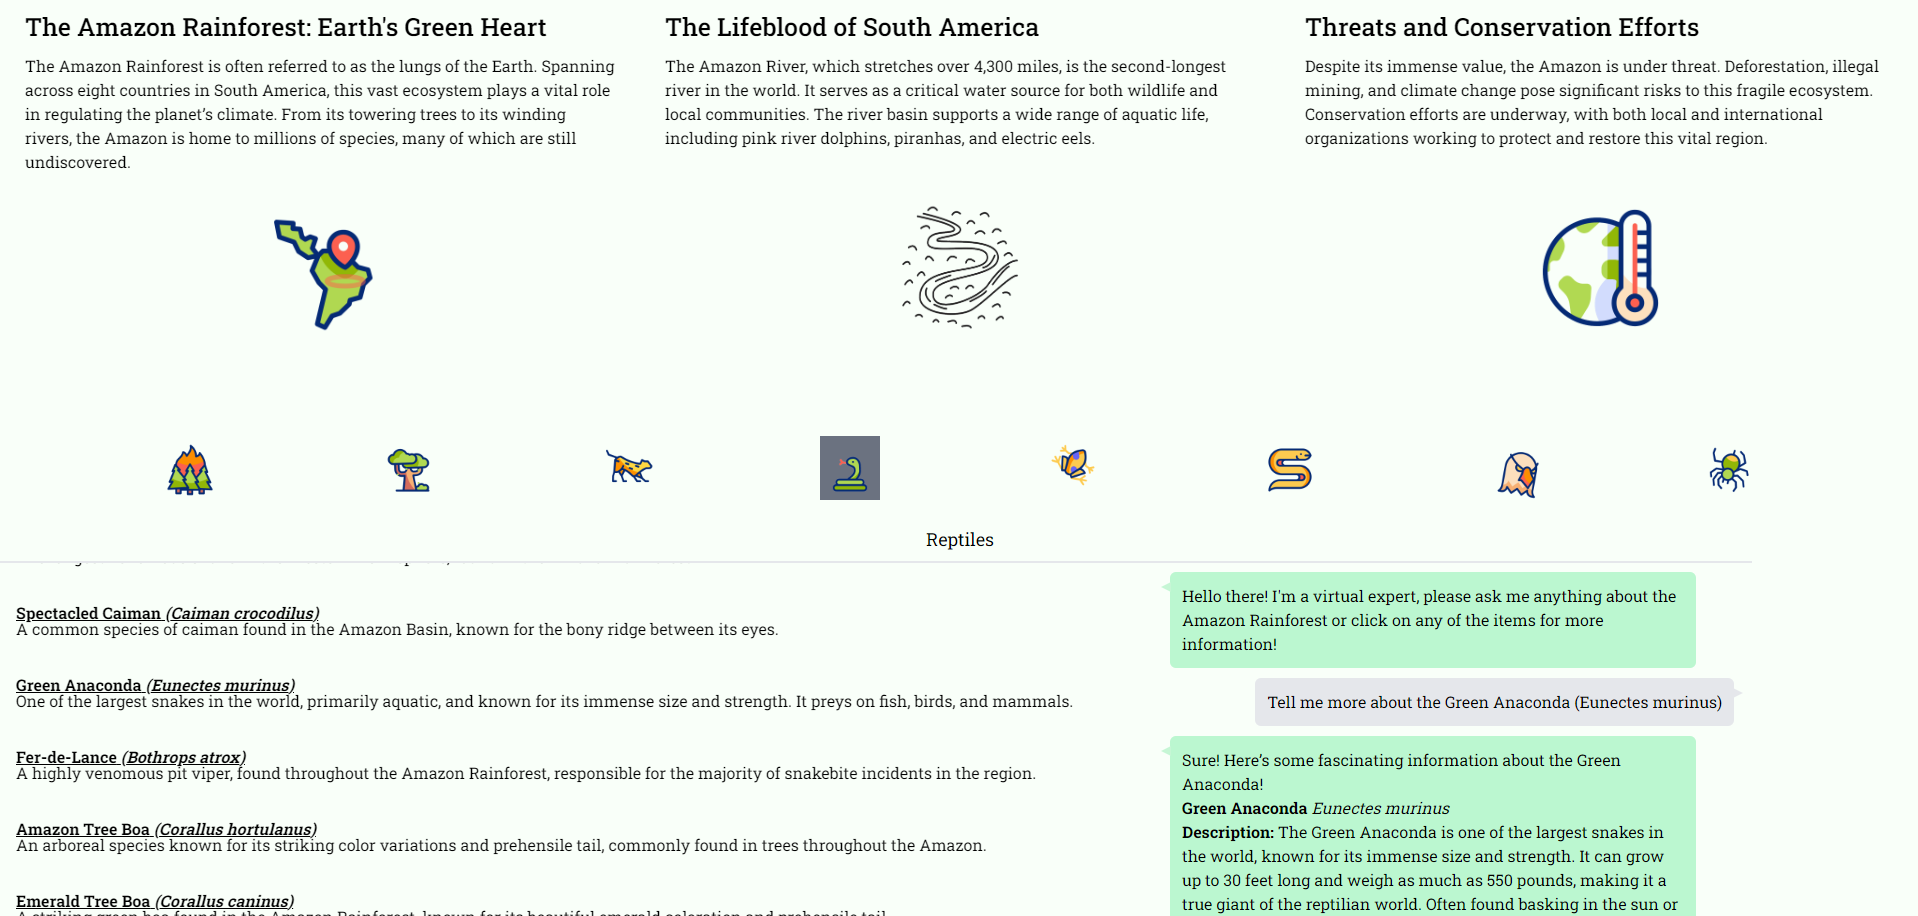 The Amazon Rainforest: Earth's Green Heart
The Amazon Rainforest is often referred to as the lungs of the Earth. Spanning
across eight countries in South America, this vast ecosystem plays a vital role
in regulating the planet’s climate. From its towering trees to its winding
rivers, the Amazon is home to millions of species, many of which are still
undiscovered.
The Lifeblood of South America
The Amazon River, which stretches over 4,300 miles, is the second-longest
river in the world. It serves as a critical water source for both wildlife and
local communities. The river basin supports a wide range of aquatic life,
including pink river dolphins, piranhas, and electric eels.
Threats and Conservation Efforts
Despite its immense value, the Amazon is under threat. Deforestation, illegal
mining, and climate change pose significant risks to this fragile ecosystem.
Conservation efforts are underway, with both local and international
organizations working to protect and restore this vital region.
Reptiles
Spectacled Caiman (Caiman crocodilus)
A common species of caiman found in the Amazon Basin, known for the bony ridge between its eyes.
Green Anaconda (Eunectes murinus)
One of the largest snakes in the world, primarily aquatic, and known for its immense size and strength. It preys on fish, birds, and mammals.
Fer-de-Lance (Bothrops atrox)
A highly venomous pit viper, found throughout the Amazon Rainforest, responsible for the majority of snakebite incidents in the region.
Amazon Tree Boa (Corallus hortulanus)
An arboreal species known for its striking color variations and prehensile tail, commonly found in trees throughout the Amazon.
Emerald Tree Boa (Corallus caninus)
A striking green boa found in the Amazon Rainforest, known for its beautiful emerald coloration and prehensile tail.
Hello there! I'm a virtual expert, please ask me anything about the
Amazon Rainforest or click on any of the items for more
information!
Tell me more about the Green Anaconda (Eunectes murinus)
Sure! Here’s some fascinating information about the Green
Anaconda!
Green Anaconda Eunectes murinus
Description: The Green Anaconda is one of the largest snakes in
the world, known for its immense size and strength. It can grow
up to 30 feet long and weigh as much as 550 pounds, making it a
true giant of the reptilian world. Often found basking in the sun or